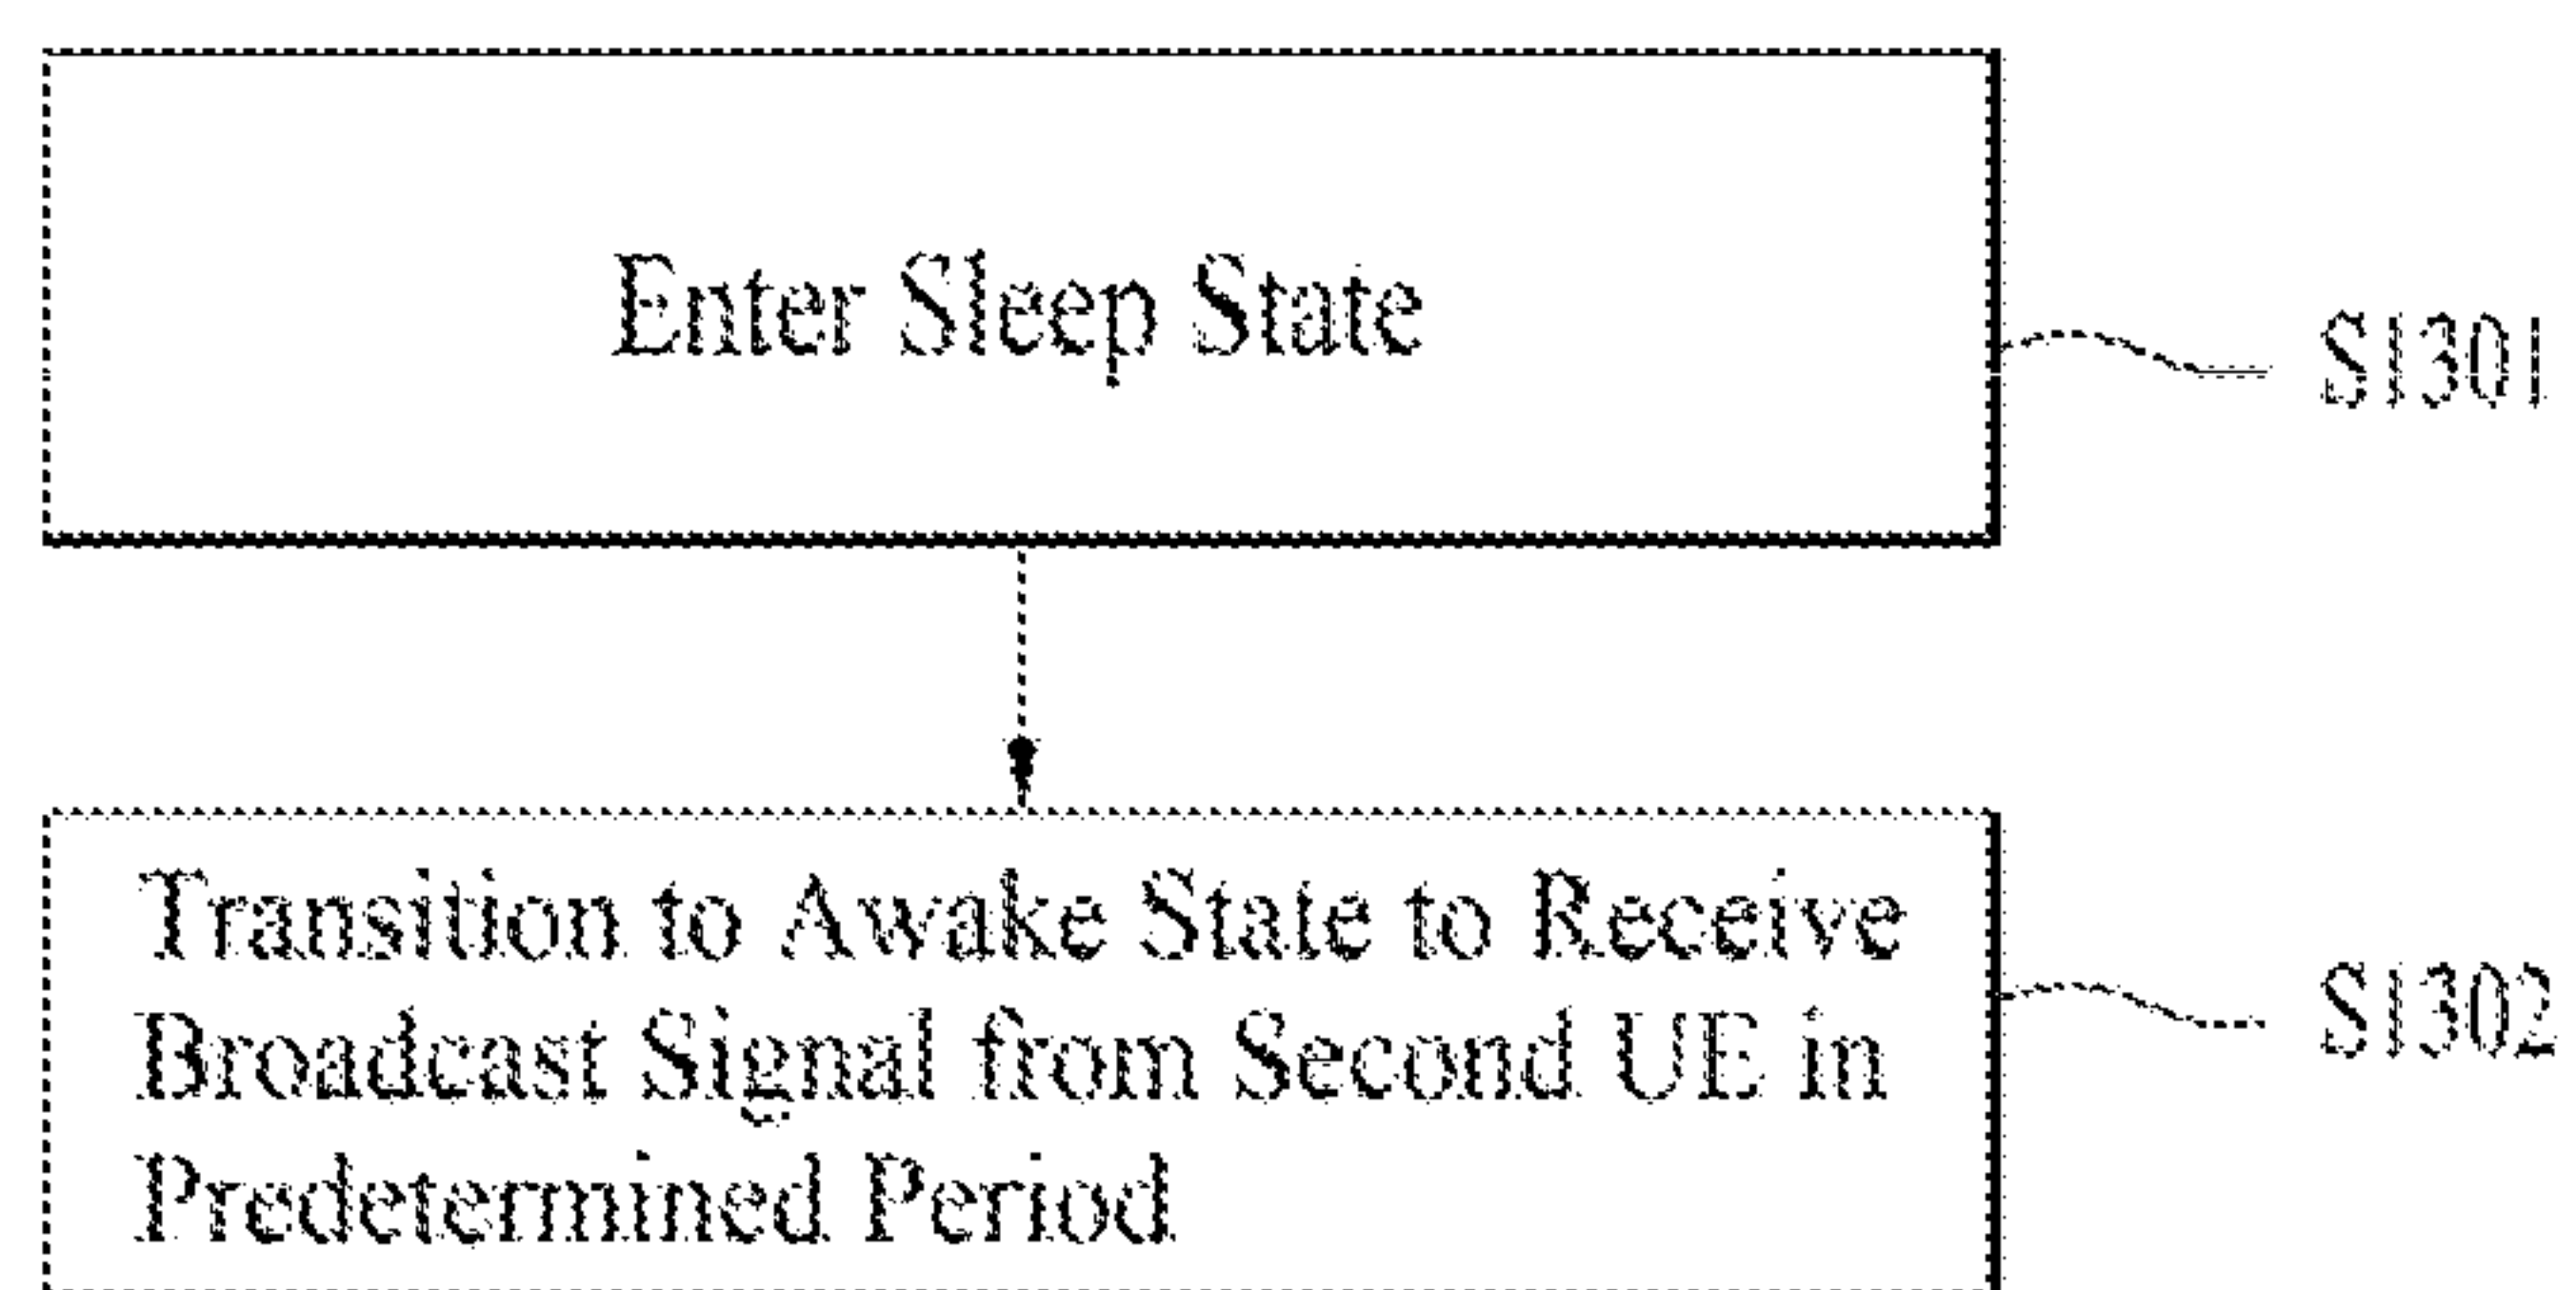 Enter Sleep State
S1301
Transition to Awake State to Receive
Broadcast Signal from Second UE in
Predetermined Period
S1302